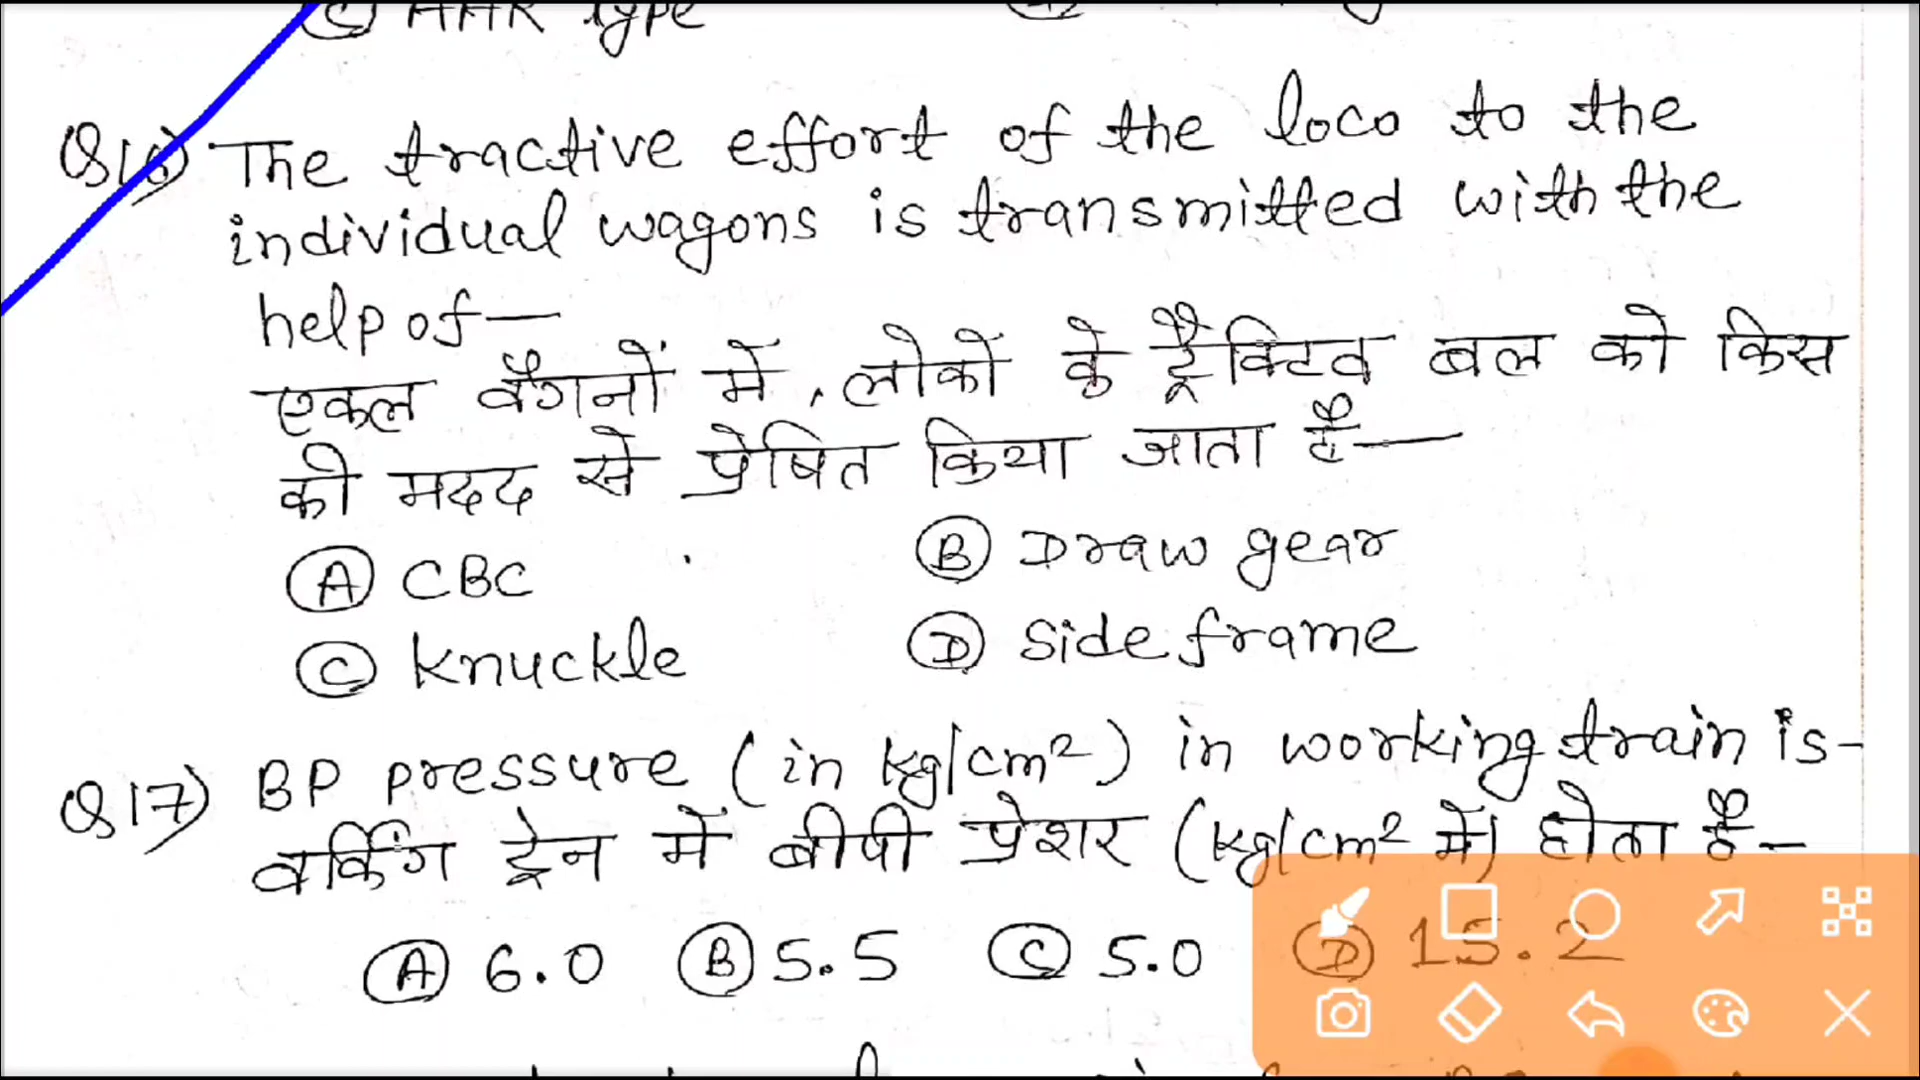 Ⓒ AAR Type
Q16) The tractive effort of the loco to the
individual wagons is transmitted with the
help of—
एकल वैगनों में, लोकों के ट्रैक्टिव बल को किस
की मदद से प्रेषित किया जाता है—
Ⓐ CBC Ⓑ Draw gear
Ⓒ Knuckle Ⓓ Side frame
Q17) BP pressure (in kg/cm²) in working train is-
वर्किंग ट्रेन में बीपी प्रेशर (kg/cm² में) होता है-
Ⓐ 6.0 Ⓑ 5.5 Ⓒ 5.0 Ⓓ 15.2